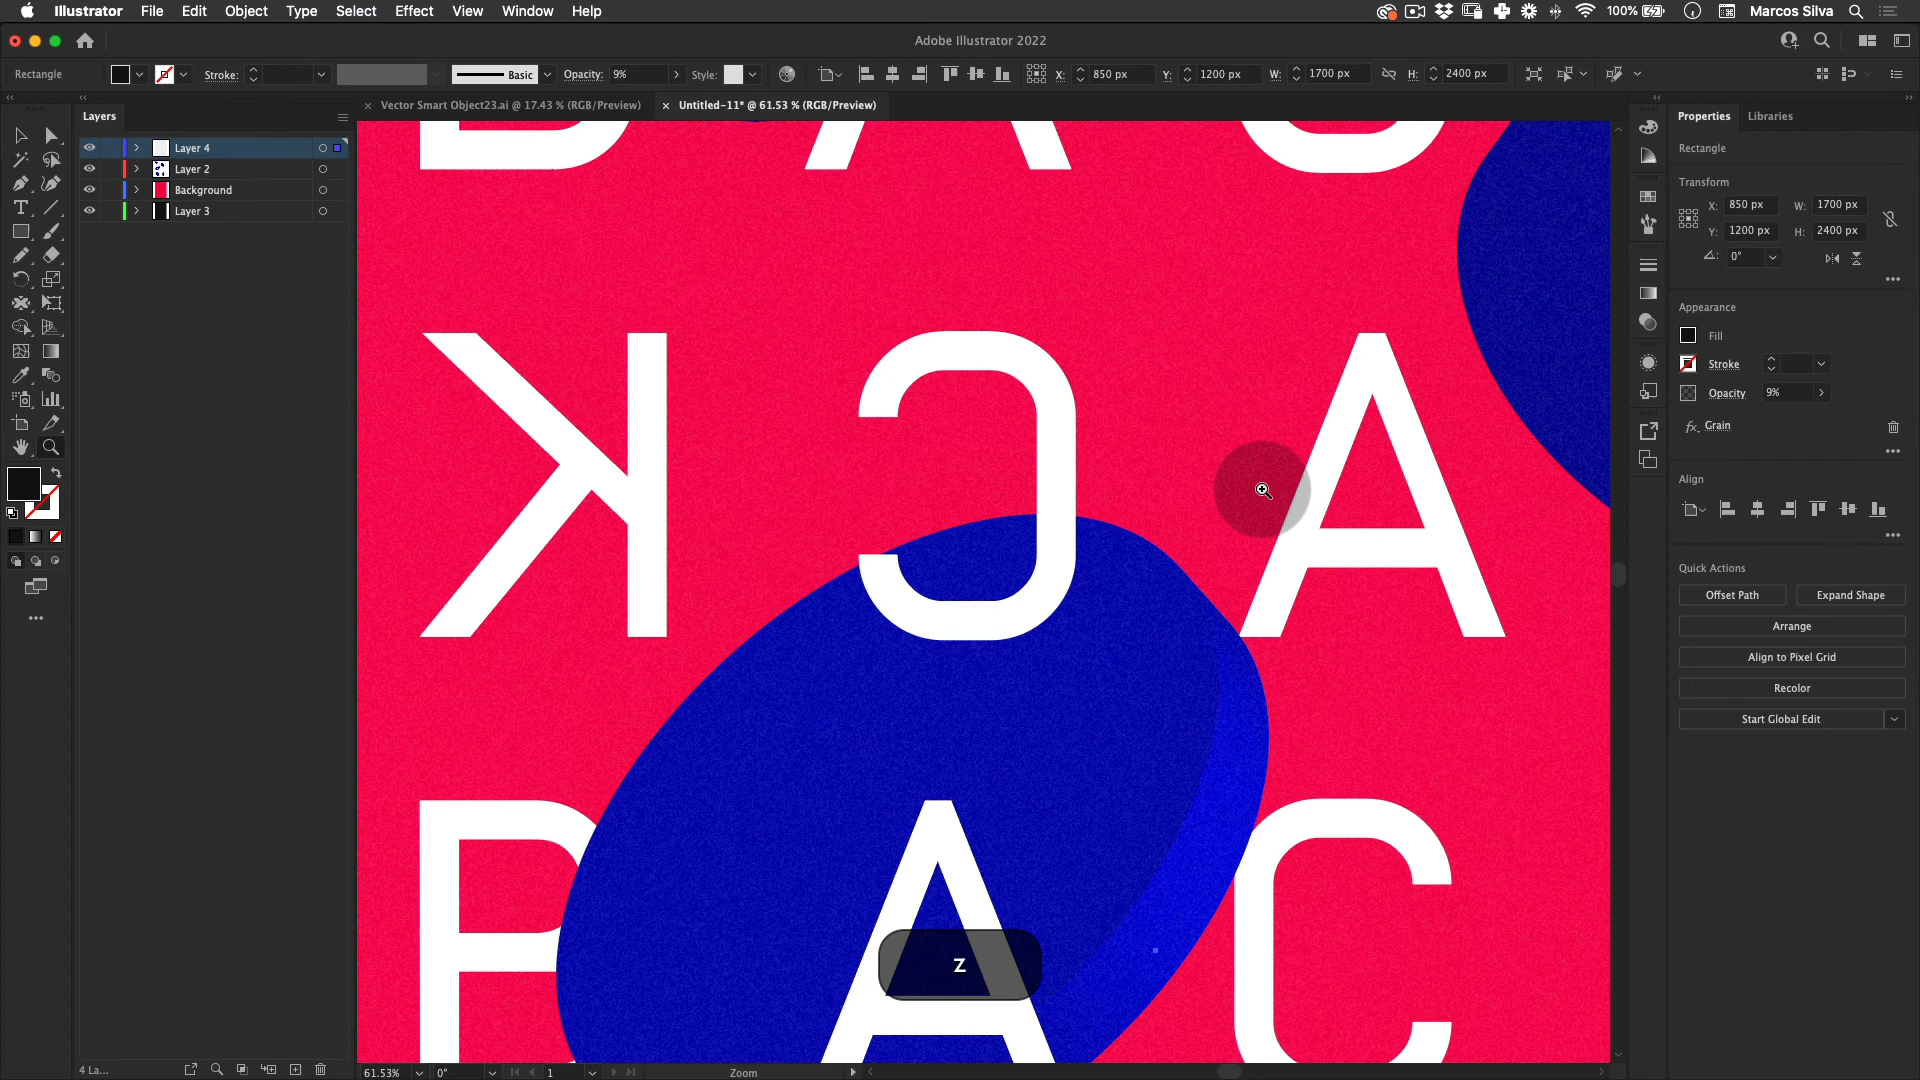 Illustrator File Edit Object Type Select Effect View Window Help 100% Marcos Silva
Adobe Illustrator 2022
Rectangle Stroke: Basic Opacity: 9% Style: X: 850 px Y: 1200 px W: 1700 px H: 2400 px
Vector Smart Object23.ai @ 17.43 % (RGB/Preview) Untitled-11* @ 61.53 % (RGB/Preview)
Layers
Layer 4
Layer 2
Background
Layer 3
K C A
A C
Z
4 La...
61.53% 0° 1 Zoom
Properties Libraries
Rectangle
Transform
X: 850 px W: 1700 px
Y: 1200 px H: 2400 px
0°
Appearance
Fill
Stroke
Opacity 9%
fx Grain
Align
Quick Actions
Offset Path Expand Shape
Arrange
Align to Pixel Grid
Recolor
Start Global Edit